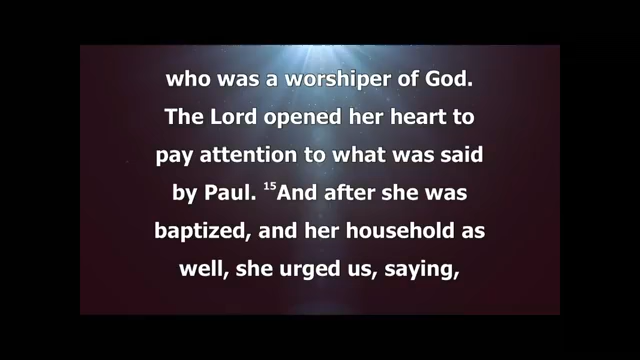 who was a worshiper of God.
The Lord opened her heart to
pay attention to what was said
by Paul. ¹⁵And after she was
baptized, and her household as
well, she urged us, saying,